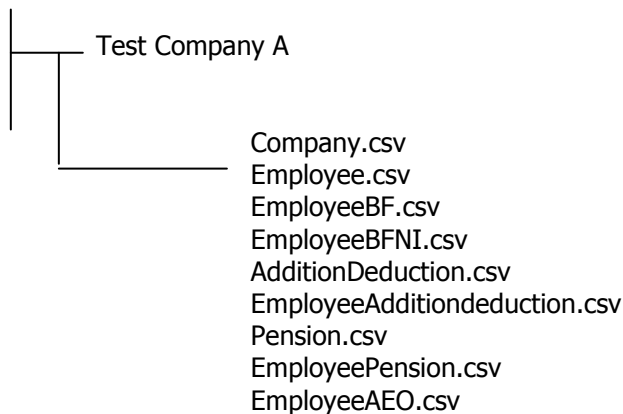 Test Company A
Company.csv
Employee.csv
EmployeeBF.csv
EmployeeBFNI.csv
AdditionDeduction.csv
EmployeeAdditiondeduction.csv
Pension.csv
EmployeePension.csv
EmployeeAEO.csv